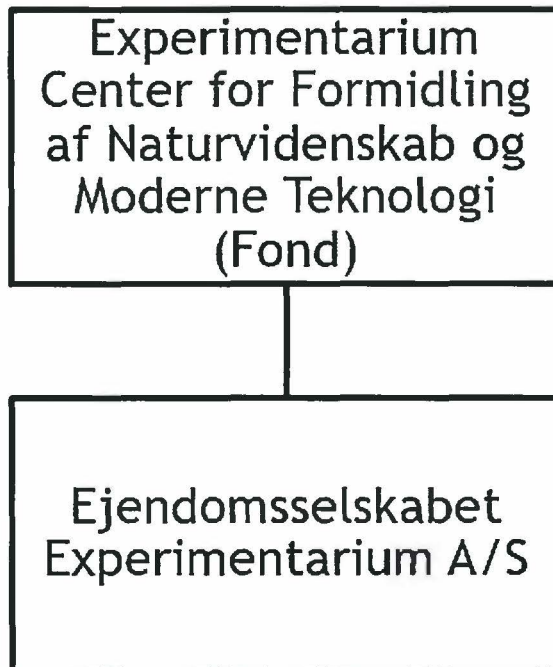 Experimentarium
Center for Formidling
af Naturvidenskab og
Moderne Teknologi
(Fond)
Ejendomsselskabet
Experimentarium A/S